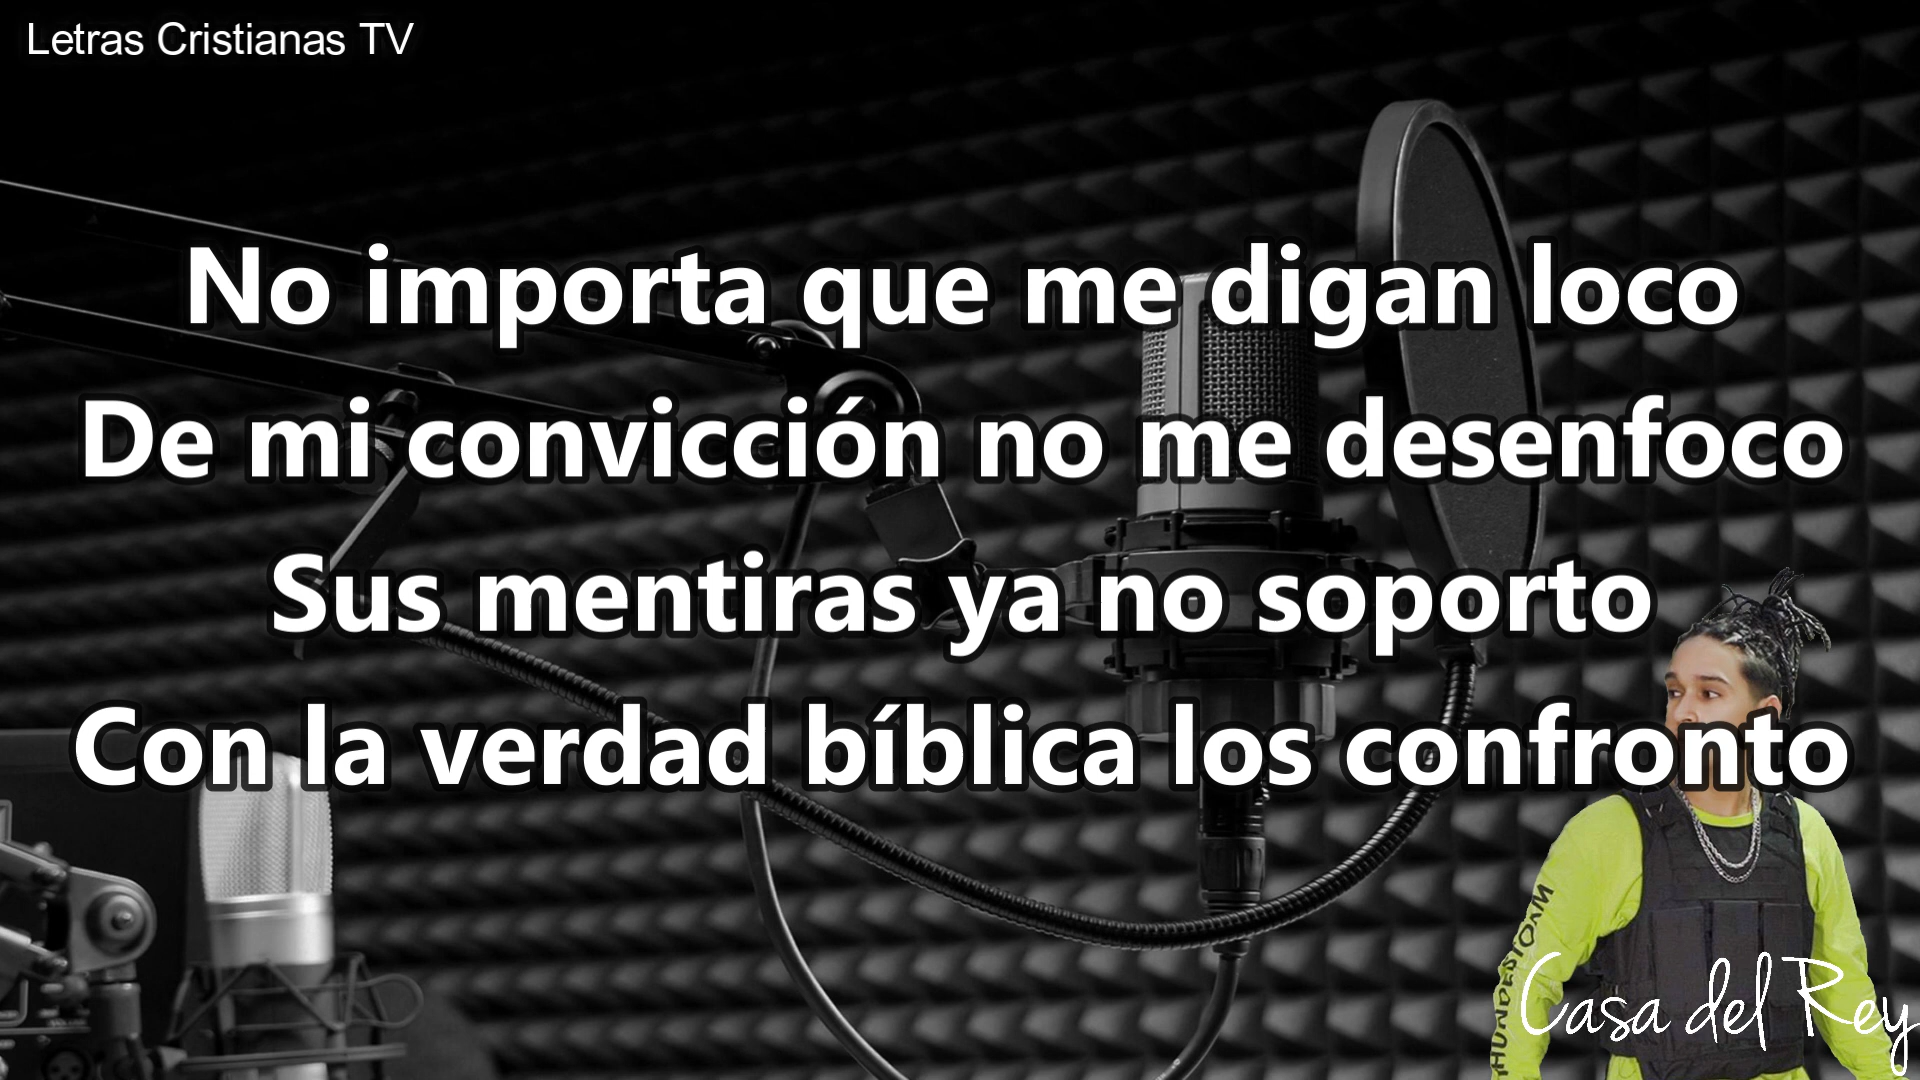 Letras Cristianas TV
No importa que me digan loco
De mi convicción no me desenfoco
Sus mentiras ya no soporto
Con la verdad bíblica los confronto
Casa del Rey